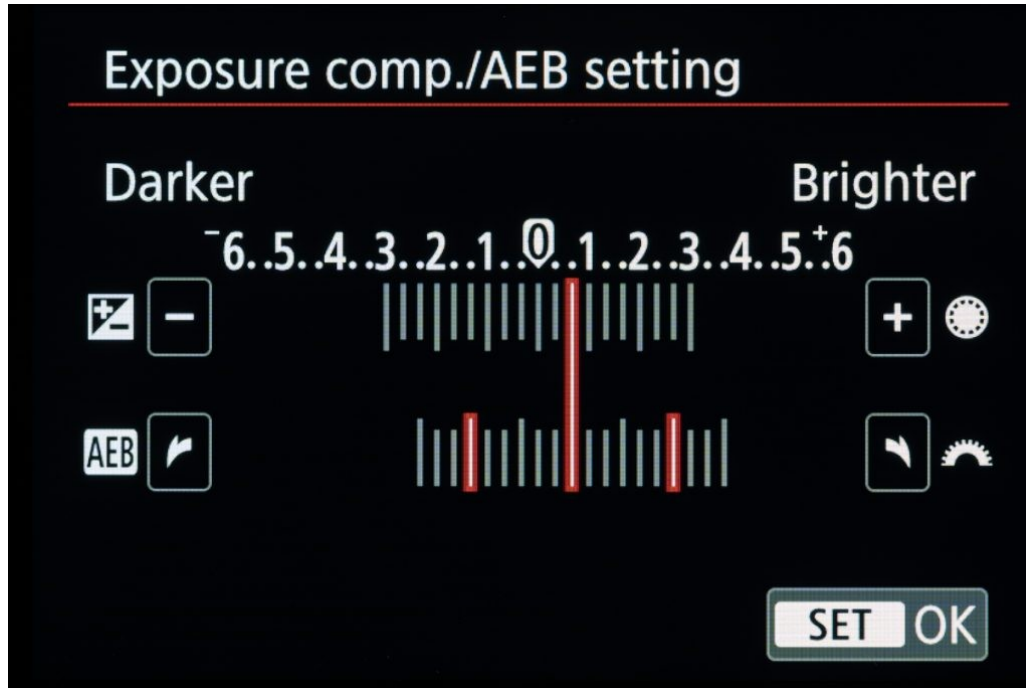 Exposure comp./AEB setting
Darker Brighter
-6..5..4..3..2..1..0..1..2..3..4..5..+6
− +
AEB
SET OK